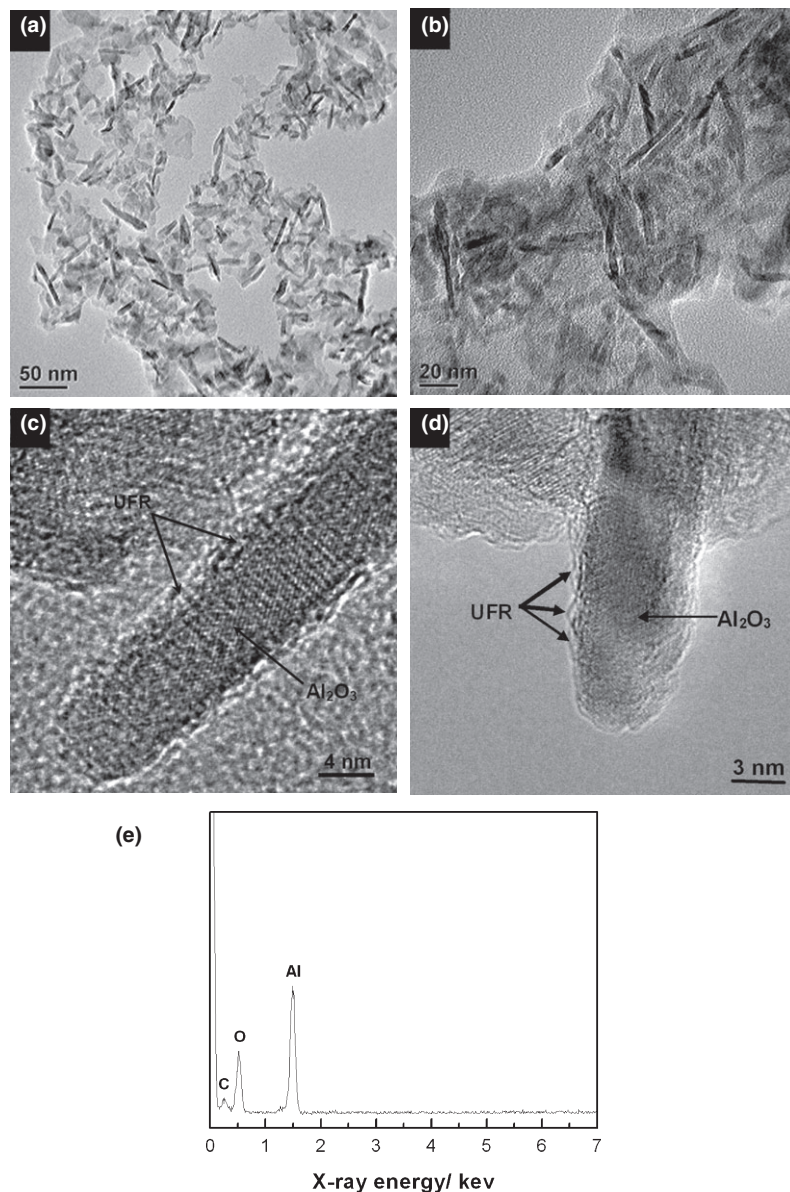 (a)
50 nm
(b)
20 nm
(c)
UFR
Al₂O₃
4 nm
(d)
UFR
Al₂O₃
3 nm
(e)
C
O
Al
0 1 2 3 4 5 6 7
X-ray energy/ kev